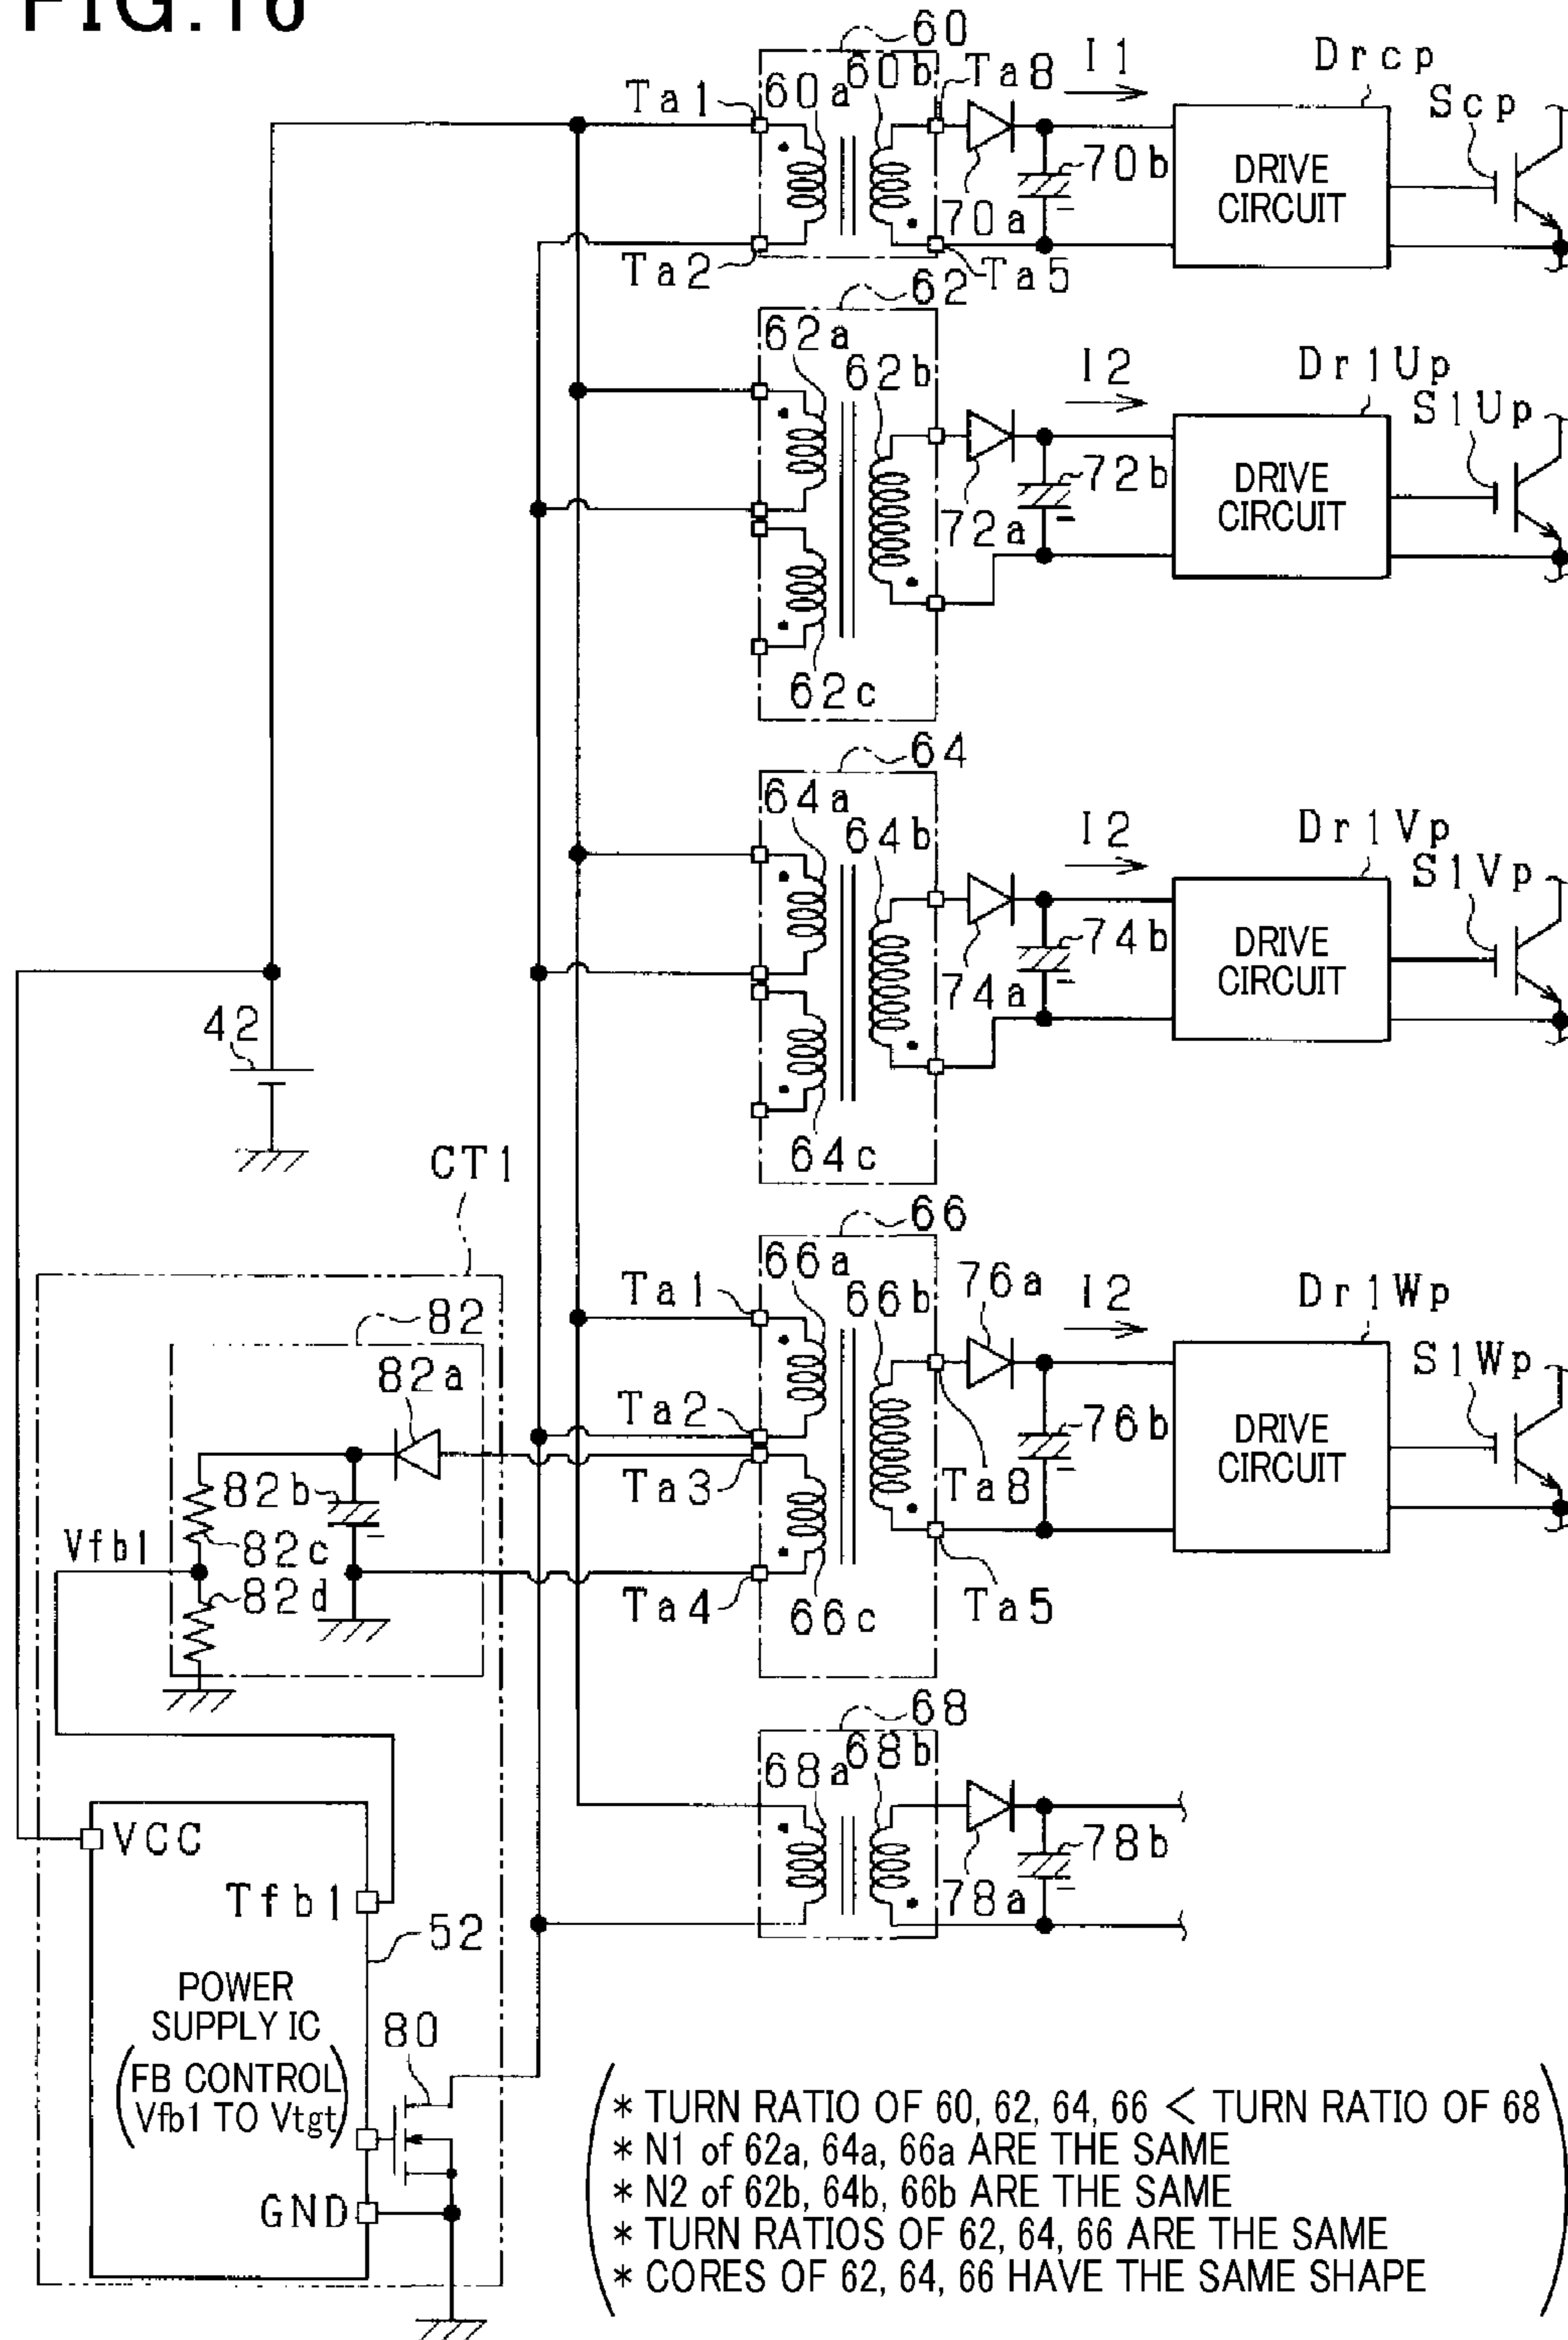 FIG.16
60
Ta1
60a
60b
Ta8
I1
Drcp
Scp
DRIVE
CIRCUIT
70b
70a
Ta2
Ta5
62
62a
62b
I2
Dr1Up
S1Up
DRIVE
CIRCUIT
72b
72a
62c
64
64a
64b
I2
Dr1Vp
S1Vp
DRIVE
CIRCUIT
74b
74a
42
64c
CT1
66
66a
66b
76a
I2
Dr1Wp
Ta1
82
82a
S1Wp
Ta2
76b
DRIVE
CIRCUIT
82b
Ta3
Ta8
Vfb1
82c
82d
Ta4
66c
Ta5
68
68a
68b
VCC
78b
78a
Tfb1
52
POWER
SUPPLY IC
80
(FB CONTROL
Vfb1 TO Vtgt)
GND
* TURN RATIO OF 60, 62, 64, 66 < TURN RATIO OF 68
* N1 of 62a, 64a, 66a ARE THE SAME
* N2 of 62b, 64b, 66b ARE THE SAME
* TURN RATIOS OF 62, 64, 66 ARE THE SAME
* CORES OF 62, 64, 66 HAVE THE SAME SHAPE